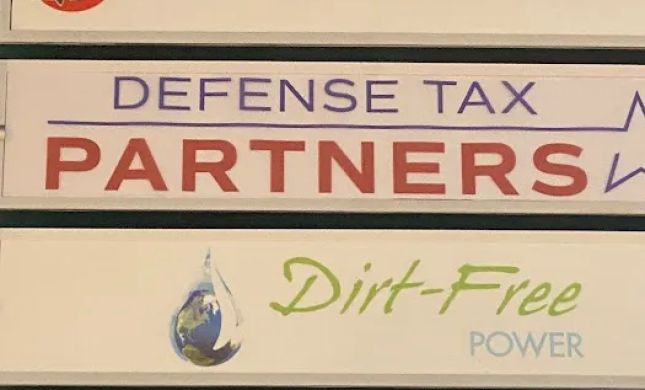 DEFENSE TAX
PARTNERS
Dirt-Free
POWER